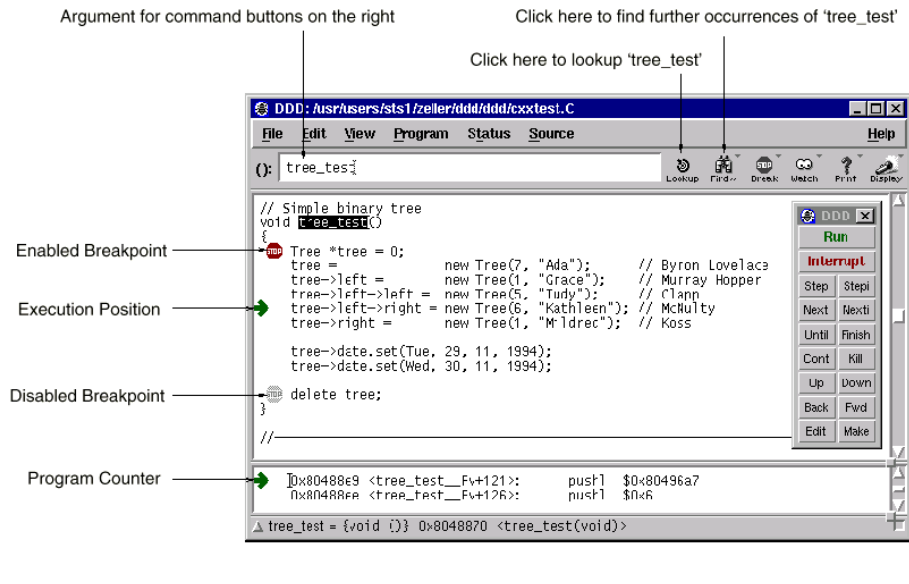 Argument for command buttons on the right
Click here to find further occurrences of ‘tree_test’
Click here to lookup ‘tree_test’
DDD: /usr/users/sts1/zeller/ddd/ddd/cxxtest.C
File Edit View Program Status Source Help
(): tree_test
Lookup Find» Break Watch Print Display
// Simple binary tree
void tree_test()
{
Enabled Breakpoint
STOP Tree *tree = 0;
tree = new Tree(7, "Ada"); // Byron Lovelace
tree->left = new Tree(1, "Grace"); // Murray Hopper
tree->left->left = new Tree(5, "Judy"); // Clapp
Execution Position
tree->left->right = new Tree(6, "Kathleen"); // McNulty
tree->right = new Tree(1, "Mildred"); // Koss
tree->date.set(Tue, 29, 11, 1994);
tree->date.set(Wed, 30, 11, 1994);
Disabled Breakpoint
STOP delete tree;
}
//
DDD
Run
Interrupt
Step Stepi
Next Nexti
Until Finish
Cont Kill
Up Down
Back Fwd
Edit Make
Program Counter
0x80488e9 <tree_test__Fv+121>: pushl $0x80496a7
0x80488ee <tree_test__Fv+126>: pushl $0x6
tree_test = {void ()} 0x8048870 <tree_test(void)>